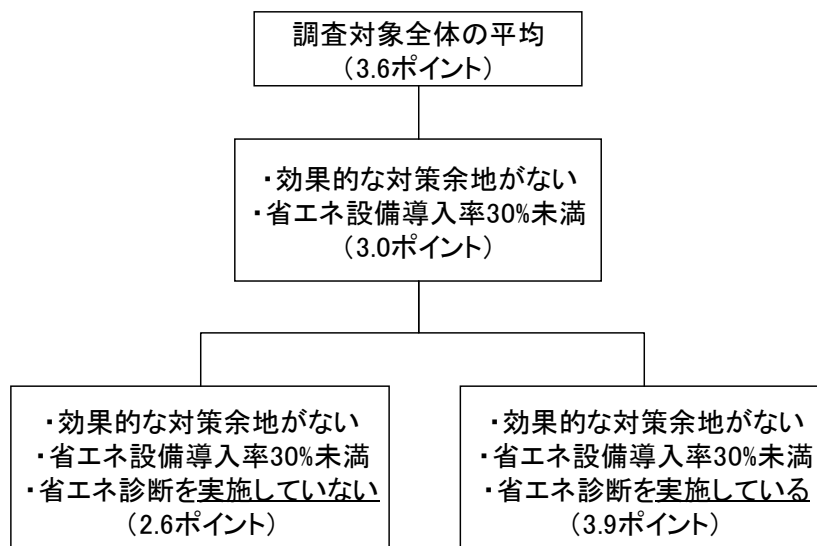 調査対象全体の平均
（3.6ポイント）
・効果的な対策余地がない
・省エネ設備導入率30%未満
（3.0ポイント）
・効果的な対策余地がない
・省エネ設備導入率30%未満
・省エネ診断を実施していない
（2.6ポイント）
・効果的な対策余地がない
・省エネ設備導入率30%未満
・省エネ診断を実施している
（3.9ポイント）